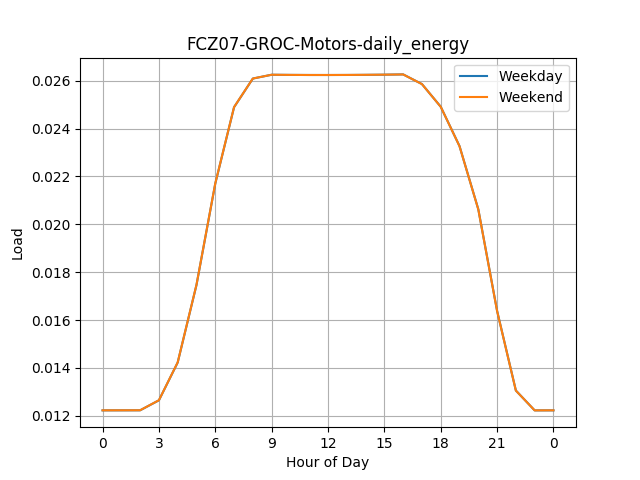 FCZ07-GROC-Motors-daily_energy
Weekday
Weekend
Load
0.026
0.024
0.022
0.020
0.018
0.016
0.014
0.012
0 3 6 9 12 15 18 21 0
Hour of Day